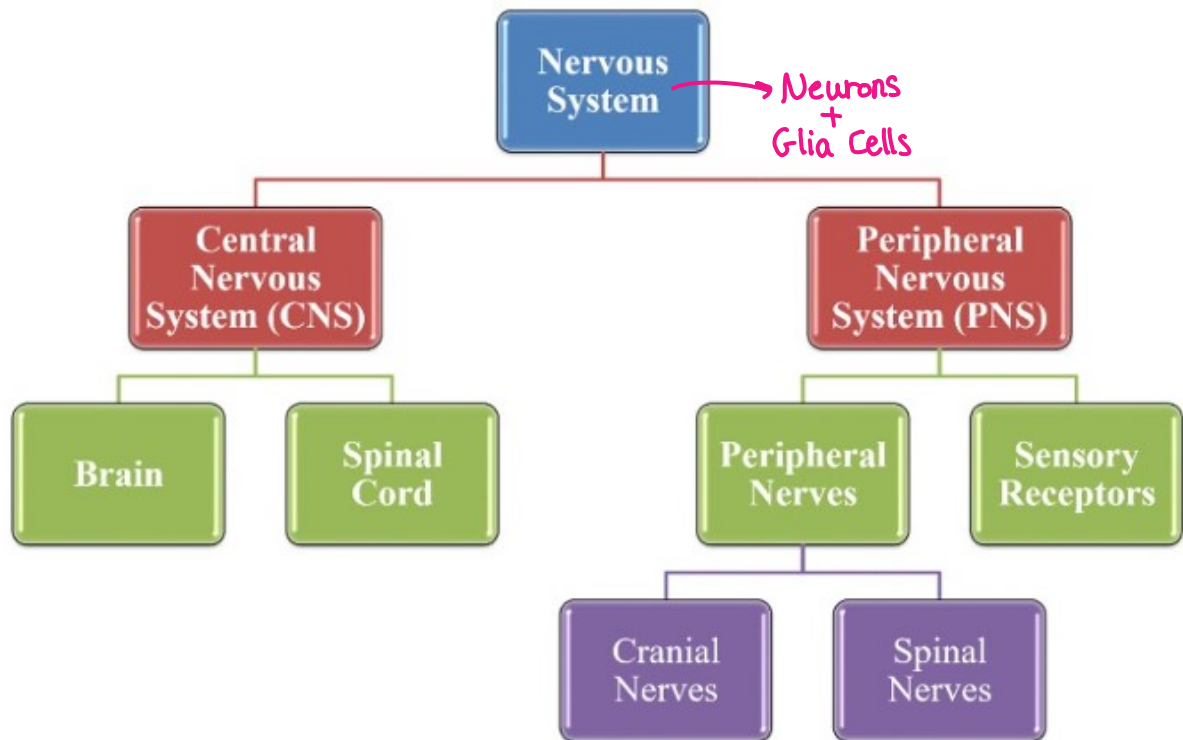 Nervous
System
Neurons
+
Glia Cells
Central
Nervous
System (CNS)
Peripheral
Nervous
System (PNS)
Brain
Spinal
Cord
Peripheral
Nerves
Sensory
Receptors
Cranial
Nerves
Spinal
Nerves